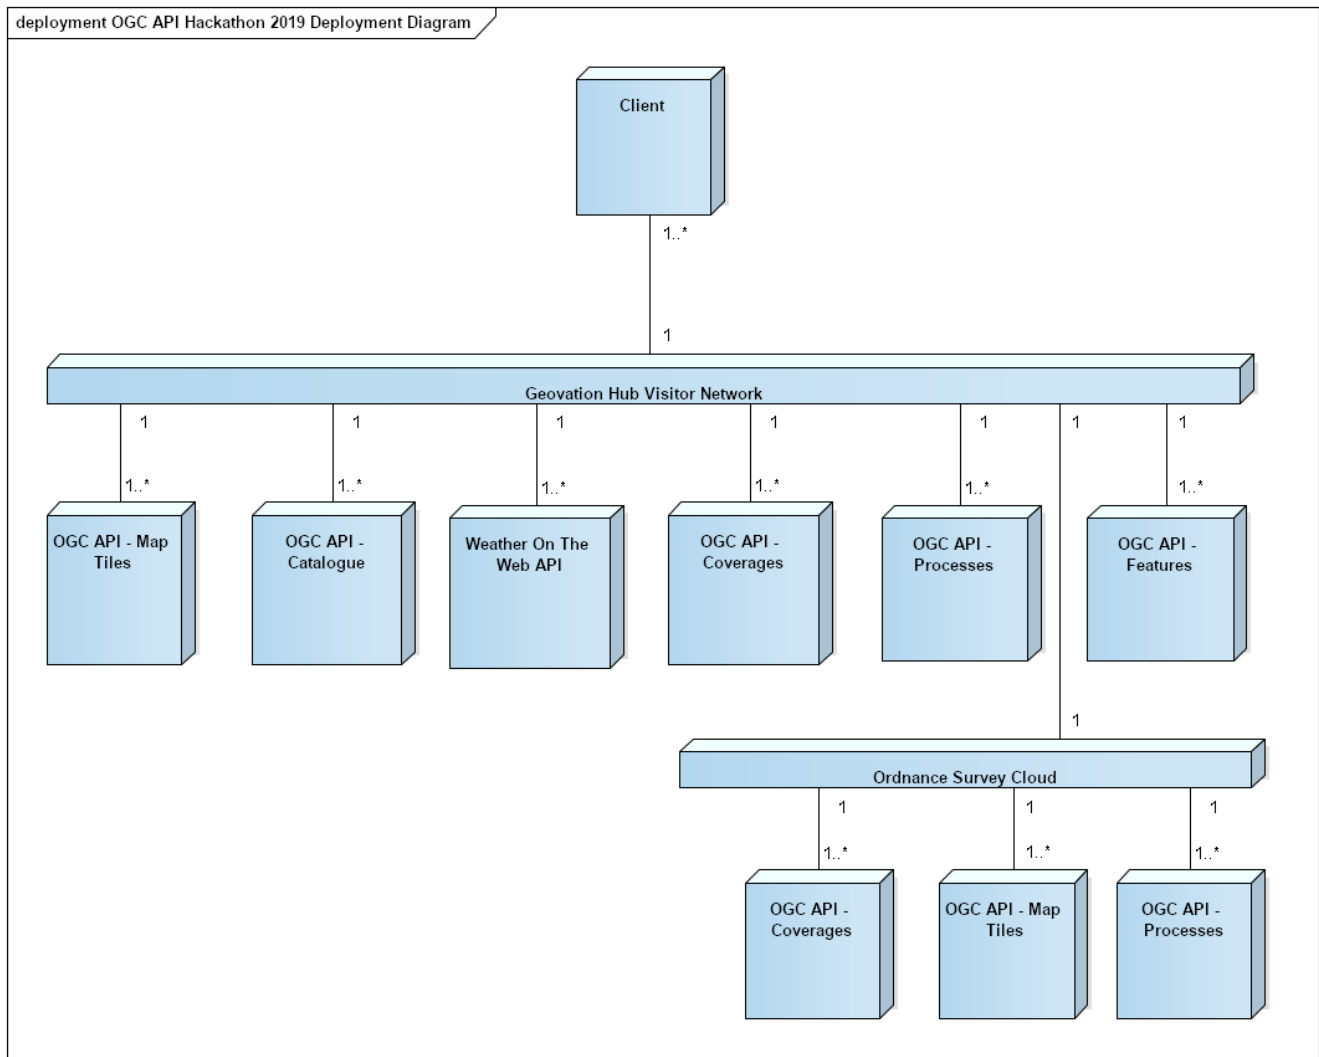 deployment OGC API Hackathon 2019 Deployment Diagram
Client
1..*
1
Geovation Hub Visitor Network
1
1
1
1
1
1
1
1..*
1..*
1..*
1..*
1..*
1..*
OGC API - Map
Tiles
OGC API -
Catalogue
Weather On The
Web API
OGC API -
Coverages
OGC API -
Processes
OGC API -
Features
1
Ordnance Survey Cloud
1
1
1
1..*
1..*
1..*
OGC API -
Coverages
OGC API - Map
Tiles
OGC API -
Processes